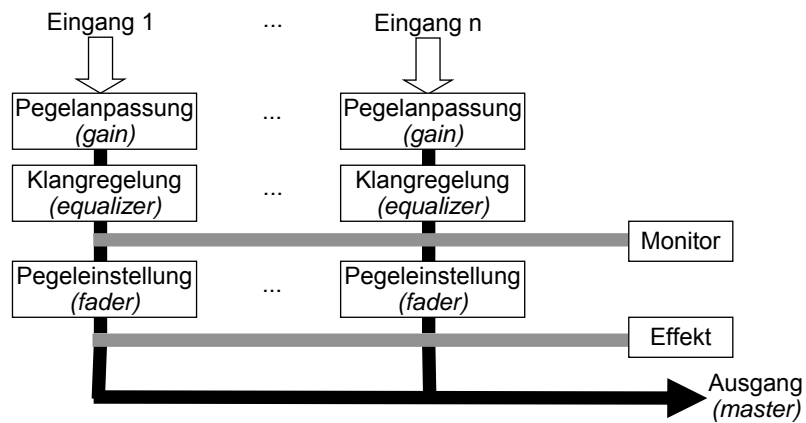 Eingang 1 ... Eingang n
Pegelanpassung ... Pegelanpassung
(gain) (gain)
Klangregelung ... Klangregelung
(equalizer) (equalizer)
Monitor
Pegeleinstellung ... Pegeleinstellung
(fader) (fader)
Effekt
Ausgang
(master)